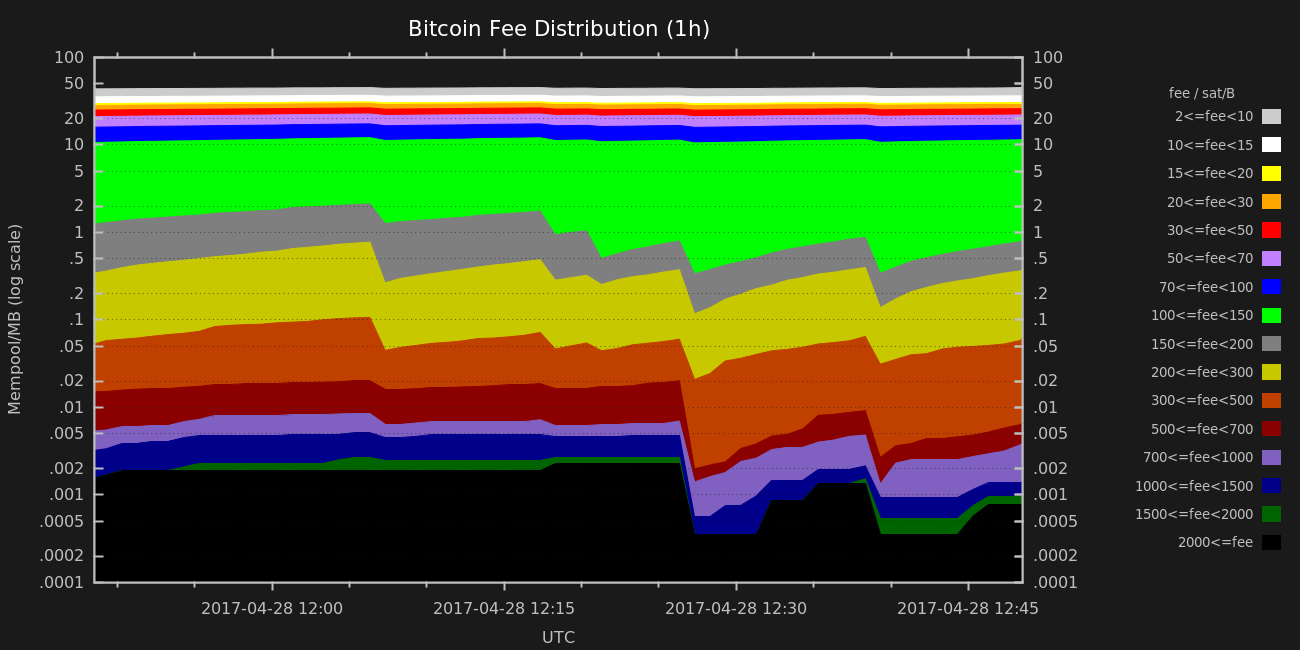 Bitcoin Fee Distribution (1h)
Mempool/MB (log scale)
100
50
20
10
5
2
1
.5
.2
.1
.05
.02
.01
.005
.002
.001
.0005
.0002
.0001
100
50
20
10
5
2
1
.5
.2
.1
.05
.02
.01
.005
.002
.001
.0005
.0002
.0001
2017-04-28 12:00
2017-04-28 12:15
2017-04-28 12:30
2017-04-28 12:45
UTC
fee / sat/B
2<=fee<10
10<=fee<15
15<=fee<20
20<=fee<30
30<=fee<50
50<=fee<70
70<=fee<100
100<=fee<150
150<=fee<200
200<=fee<300
300<=fee<500
500<=fee<700
700<=fee<1000
1000<=fee<1500
1500<=fee<2000
2000<=fee